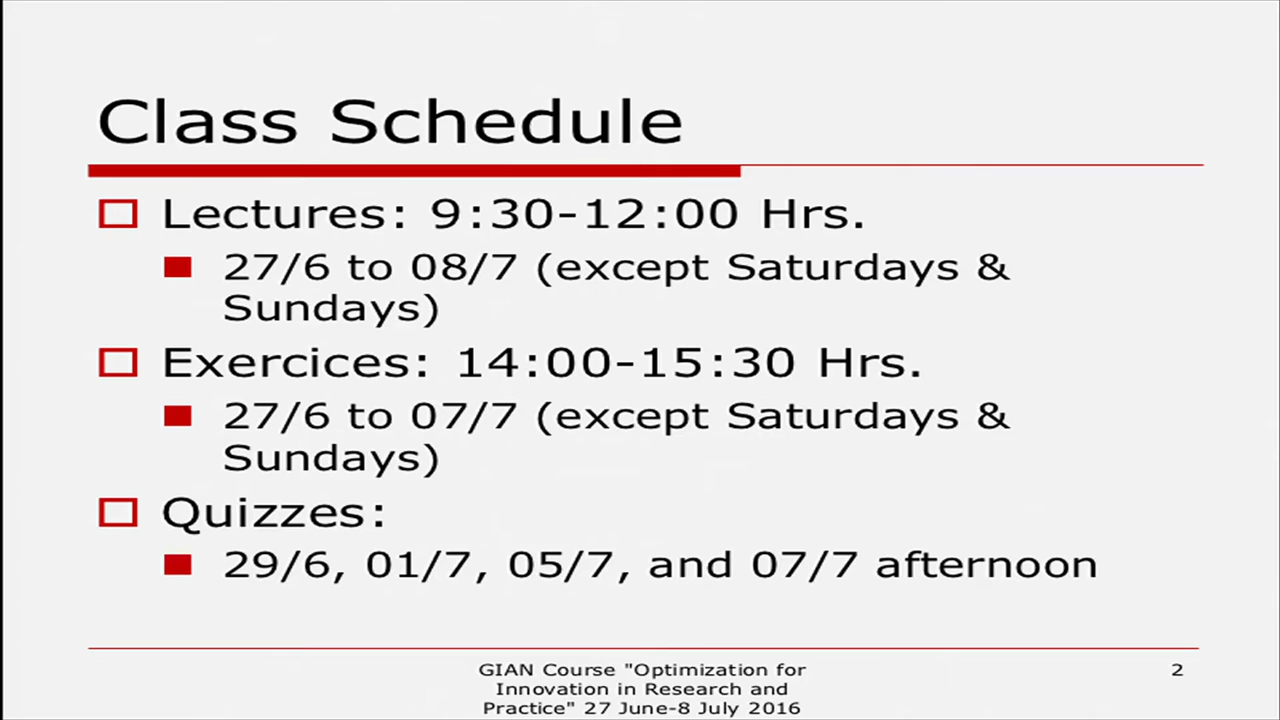 Class Schedule
Lectures: 9:30-12:00 Hrs.
27/6 to 08/7 (except Saturdays &
Sundays)
Exercices: 14:00-15:30 Hrs.
27/6 to 07/7 (except Saturdays &
Sundays)
Quizzes:
29/6, 01/7, 05/7, and 07/7 afternoon
GIAN Course "Optimization for
Innovation in Research and
Practice" 27 June-8 July 2016
2